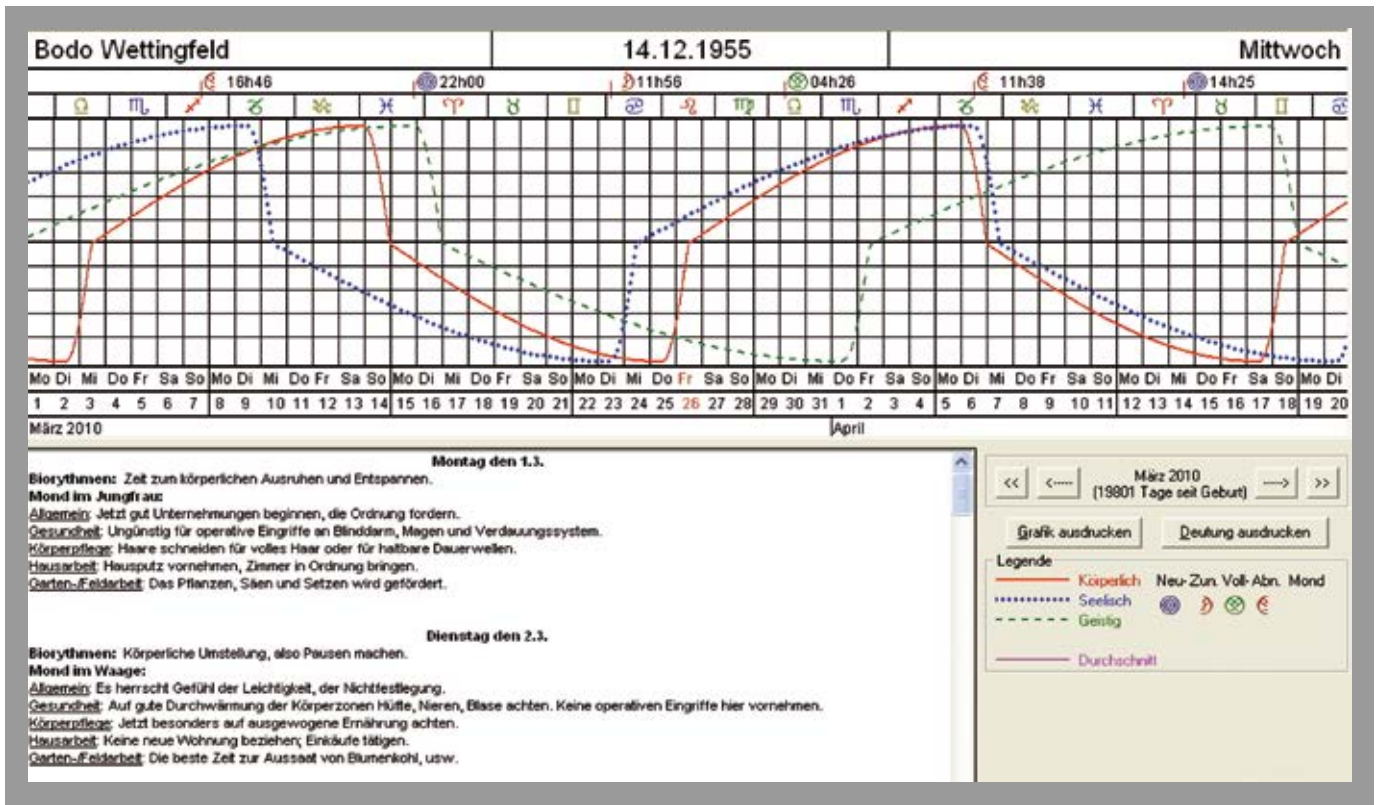 Bodo Wettingfeld 14.12.1955 Mittwoch
16h46 22h00 11h56 04h26 11h38 14h25
Mo Di Mi Do Fr Sa So Mo Di Mi Do Fr Sa So Mo Di Mi Do Fr Sa So Mo Di Mi Do Fr Sa So Mo Di Mi Do Fr Sa So Mo Di Mi Do Fr Sa So Mo Di Mi Do Fr Sa So Mo Di
1 2 3 4 5 6 7 8 9 10 11 12 13 14 15 16 17 18 19 20 21 22 23 24 25 26 27 28 29 30 31 1 2 3 4 5 6 7 8 9 10 11 12 13 14 15 16 17 18 19 20
März 2010 April
Montag den 1.3.
Biorythmen: Zeit zum körperlichen Ausruhen und Entspannen.
Mond im Jungfrau:
Allgemein: Jetzt gut Unternehmungen beginnen, die Ordnung fordern.
Gesundheit: Ungünstig für operative Eingriffe an Blinddarm, Magen und Verdauungssystem.
Körperpflege: Haare schneiden für volles Haar oder für haltbare Dauerwellen.
Hausarbeit: Hausputz vornehmen, Zimmer in Ordnung bringen.
Garten-/Feldarbeit: Das Pflanzen, Säen und Setzen wird gefördert.
Dienstag den 2.3.
Biorythmen: Körperliche Umstellung, also Pausen machen.
Mond im Waage:
Allgemein: Es herrscht Gefühl der Leichtigkeit, der Nichtfestlegung.
Gesundheit: Auf gute Durchwärmung der Körperzonen Hüfte, Nieren, Blase achten. Keine operativen Eingriffe hier vornehmen.
Körperpflege: Jetzt besonders auf ausgewogene Ernährung achten.
Hausarbeit: Keine neue Wohnung beziehen; Einkäufe tätigen.
Garten-/Feldarbeit: Die beste Zeit zur Aussaat von Blumenkohl, usw.
<< <---- März 2010 ----> >>
(19801 Tage seit Geburt)
Grafik ausdrucken Deutung ausdrucken
Legende
Körperlich Neu- Zun. Voll- Abn. Mond
Seelisch
Geistig
Durchschnitt